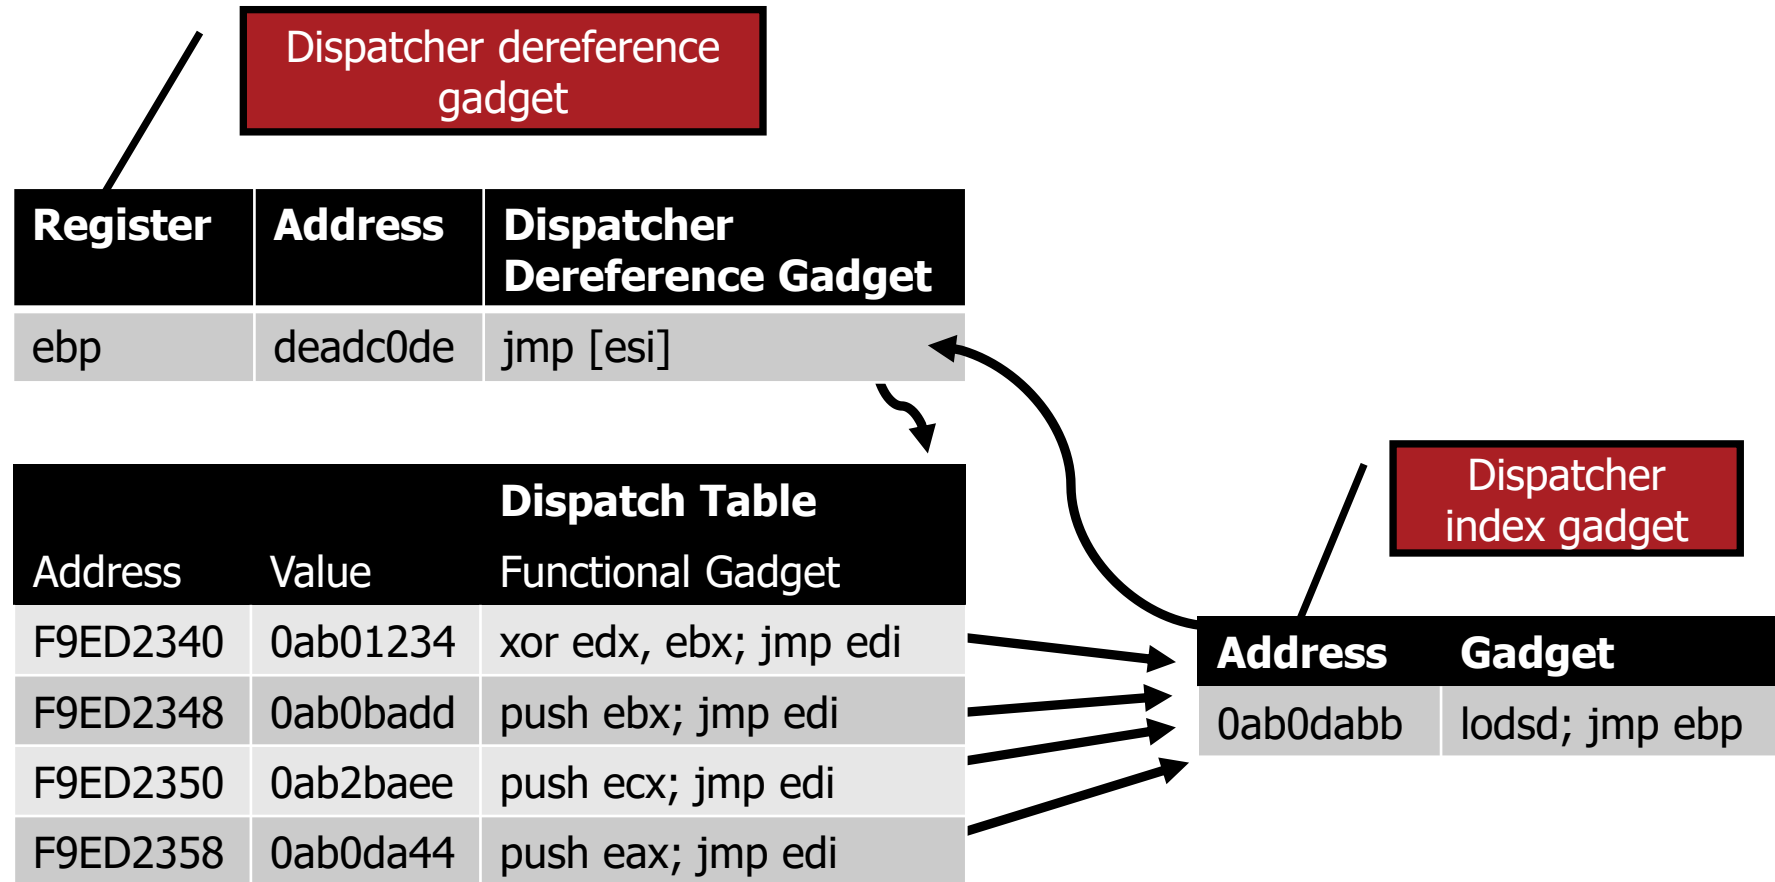 Dispatcher dereference
gadget
Register Address Dispatcher
Dereference Gadget
ebp deadc0de jmp [esi]
Dispatcher
index gadget
Dispatch Table
Address Value Functional Gadget
F9ED2340 0ab01234 xor edx, ebx; jmp edi
F9ED2348 0ab0badd push ebx; jmp edi
F9ED2350 0ab2baee push ecx; jmp edi
F9ED2358 0ab0da44 push eax; jmp edi
Address Gadget
0ab0dabb lodsd; jmp ebp